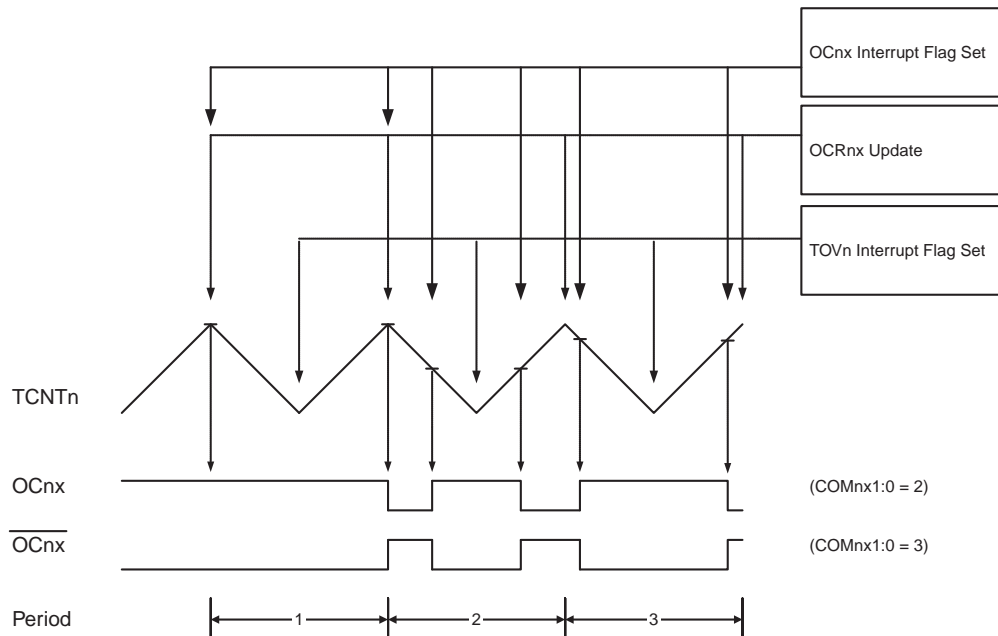 OCnx Interrupt Flag Set
OCRnx Update
TOVn Interrupt Flag Set
TCNTn
OCnx
(COMnx1:0 = 2)
OCnx
(COMnx1:0 = 3)
Period
1
2
3